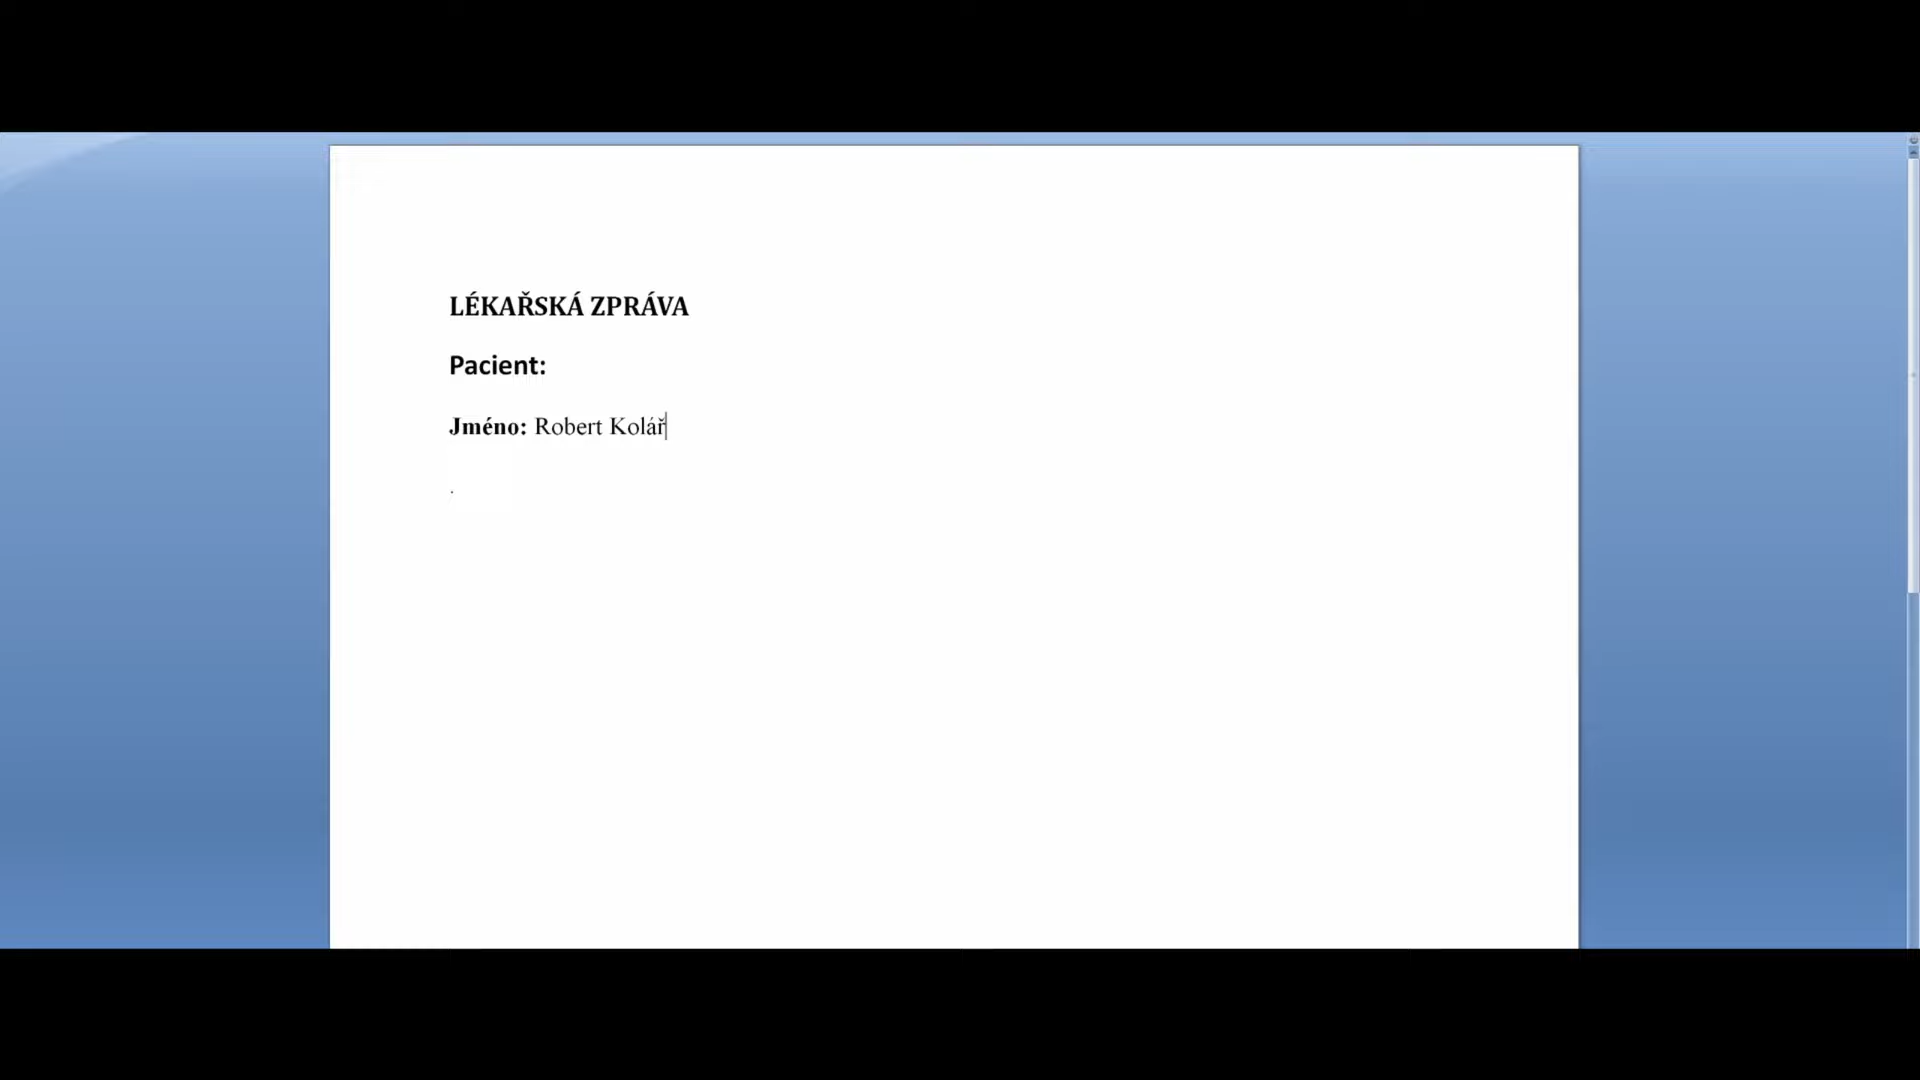 LÉKAŘSKÁ ZPRÁVA
Pacient:
Jméno: Robert Kolář
.